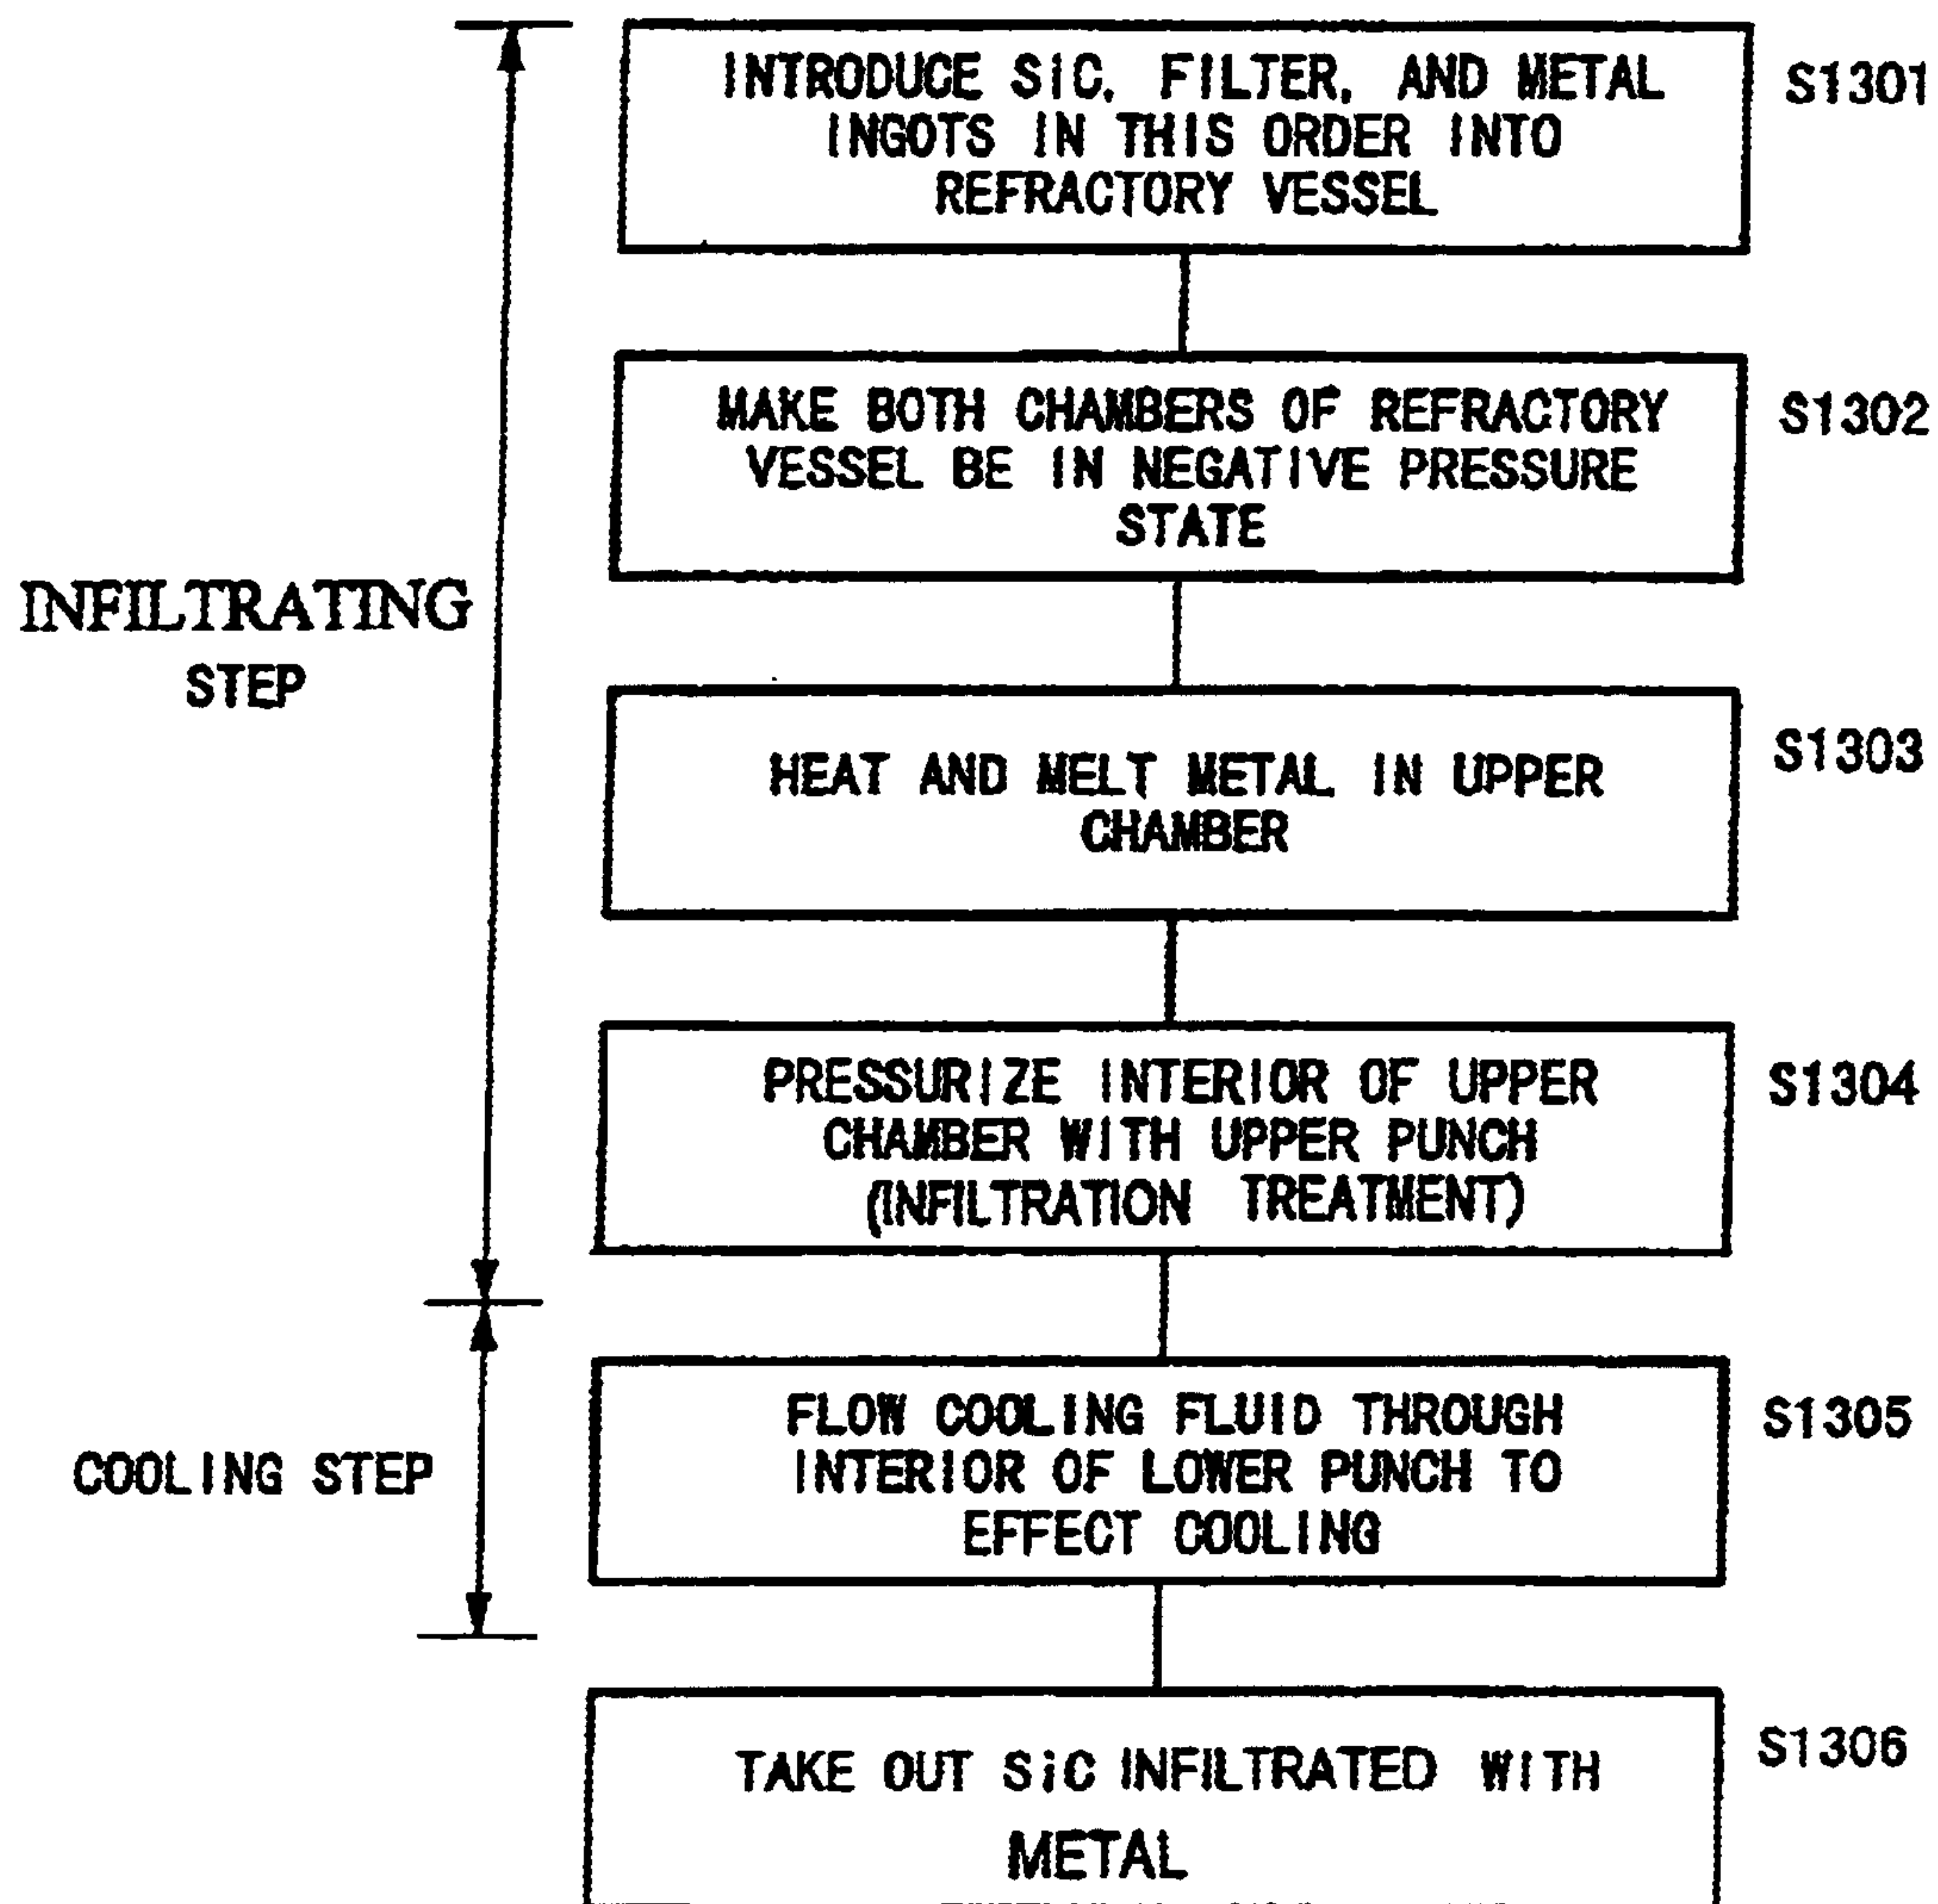 INTRODUCE SiC, FILTER, AND METAL
INGOTS IN THIS ORDER INTO
REFRACTORY VESSEL
S1301
MAKE BOTH CHAMBERS OF REFRACTORY
VESSEL BE IN NEGATIVE PRESSURE
STATE
S1302
INFILTRATING
STEP
HEAT AND MELT METAL IN UPPER
CHAMBER
S1303
PRESSURIZE INTERIOR OF UPPER
CHAMBER WITH UPPER PUNCH
(INFILTRATION TREATMENT)
S1304
COOLING STEP
FLOW COOLING FLUID THROUGH
INTERIOR OF LOWER PUNCH TO
EFFECT COOLING
S1305
TAKE OUT SiC INFILTRATED WITH
METAL
S1306